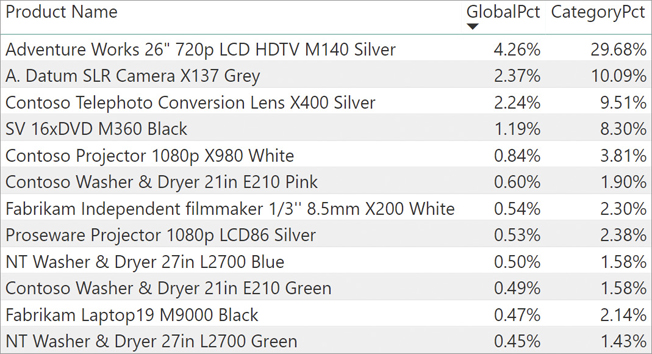 Product Name GlobalPct CategoryPct
Adventure Works 26" 720p LCD HDTV M140 Silver 4.26% 29.68%
A. Datum SLR Camera X137 Grey 2.37% 10.09%
Contoso Telephoto Conversion Lens X400 Silver 2.24% 9.51%
SV 16xDVD M360 Black 1.19% 8.30%
Contoso Projector 1080p X980 White 0.84% 3.81%
Contoso Washer & Dryer 21in E210 Pink 0.60% 1.90%
Fabrikam Independent filmmaker 1/3'' 8.5mm X200 White 0.54% 2.30%
Proseware Projector 1080p LCD86 Silver 0.53% 2.38%
NT Washer & Dryer 27in L2700 Blue 0.50% 1.58%
Contoso Washer & Dryer 21in E210 Green 0.49% 1.58%
Fabrikam Laptop19 M9000 Black 0.47% 2.14%
NT Washer & Dryer 27in L2700 Green 0.45% 1.43%